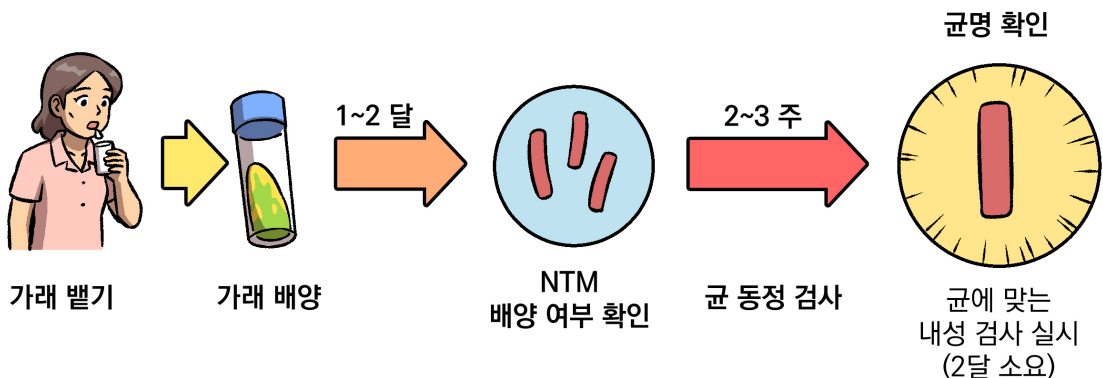 균명 확인
1~2 달
2~3 주
가래 뱉기
가래 배양
NTM
배양 여부 확인
균 동정 검사
균에 맞는
내성 검사 실시
(2달 소요)